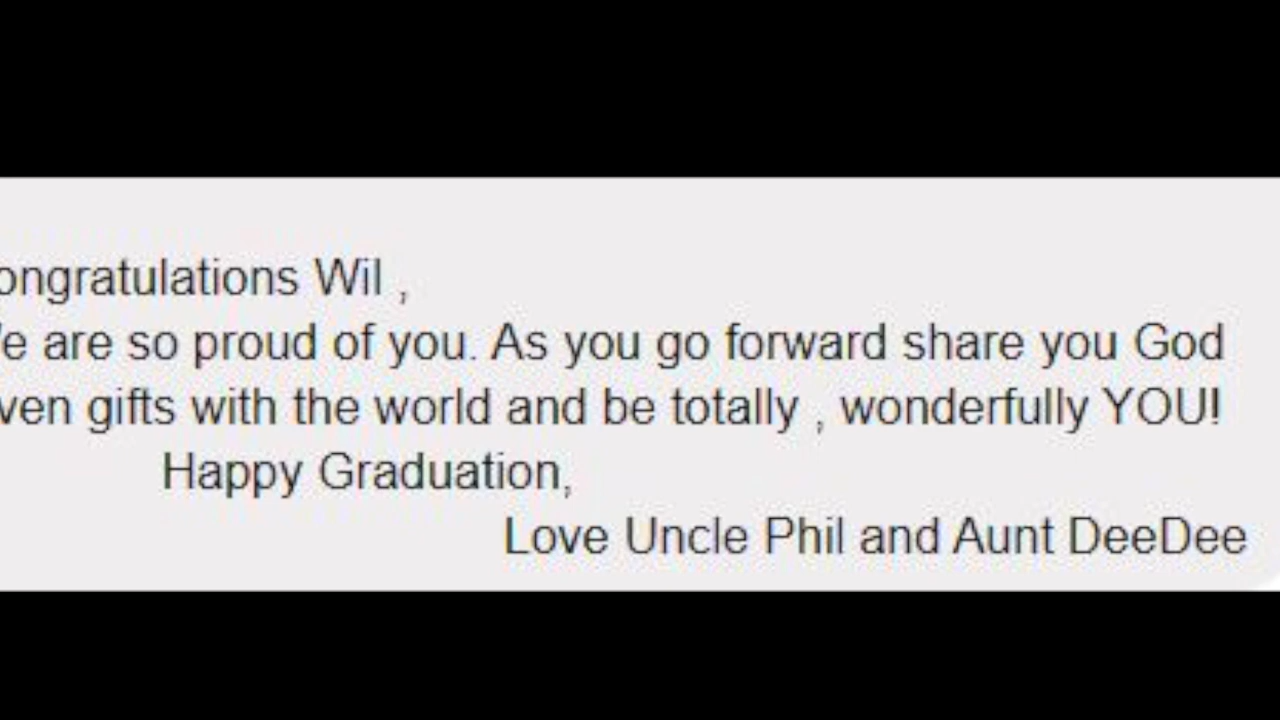 ongratulations Wil ,
e are so proud of you. As you go forward share you God
ven gifts with the world and be totally , wonderfully YOU!
Happy Graduation,
Love Uncle Phil and Aunt DeeDee